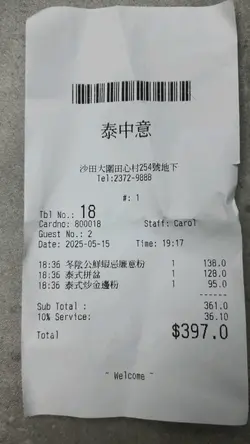 泰中意
沙田大圍田心村254號地下
Tel:2372-9888
#: 1
Tbl No.: 18
Cardno: 800018 Staff: Carol
Guest No.: 2
Date: 2025-05-15 Time: 19:17
18:36 冬陰公鮮蝦忌廉意粉 1 138.0
18:36 泰式拼盆 1 128.0
18:36 泰式炒金邊粉 1 95.0
Sub Total : 361.0
10% Service: 36.10
Total $397.0
~ Welcome ~